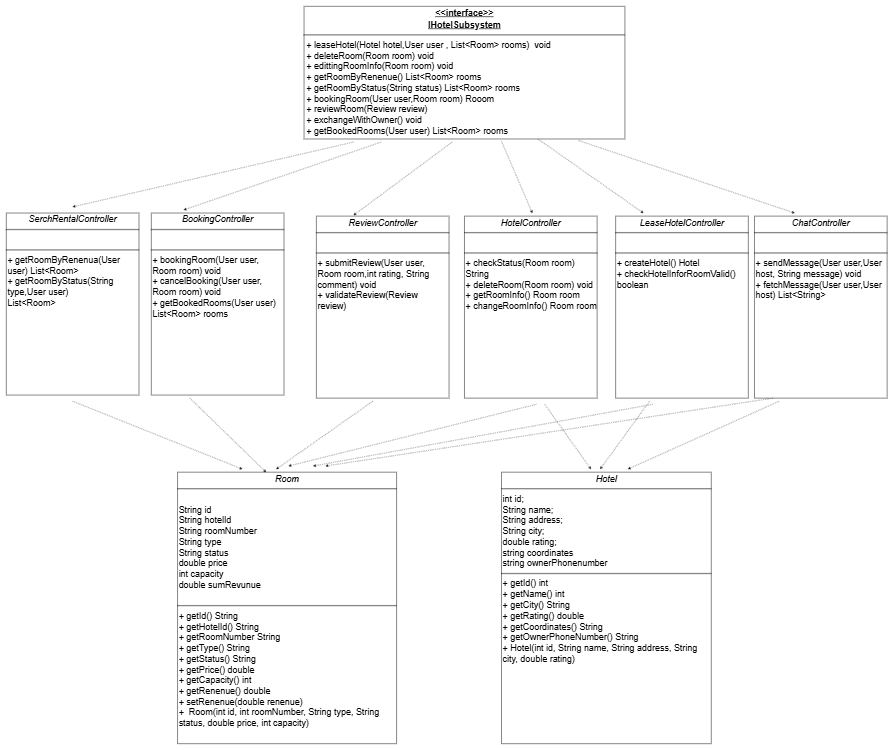 <<interface>>
IHotelSubsystem
+ leaseHotel(Hotel hotel,User user , List<Room> rooms)  void
+ deleteRoom(Room room) void
+ edittingRoomInfo(Room room) void
+ getRoomByRenenue() List<Room> rooms
+ getRoomByStatus(String status) List<Room> rooms
+ bookingRoom(User user,Room room) Rooom
+ reviewRoom(Review review)
+ exchangeWithOwner() void
+ getBookedRooms(User user) List<Room> rooms
SerchRentalController
+ getRoomByRenenua(User
user) List<Room>
+ getRoomByStatus(String
type,User user)
List<Room>
BookingController
+ bookingRoom(User user,
Room room) void
+ cancelBooking(User user,
Room room) void
+ getBookedRooms(User user)
List<Room> rooms
ReviewController
+ submitReview(User user,
Room room,int rating, String
comment) void
+ validateReview(Review
review)
HotelController
+ checkStatus(Room room)
String
+ deleteRoom(Room room) void
+ getRoomInfo() Room room
+ changeRoomInfo() Room room
LeaseHotelController
+ createHotel() Hotel
+ checkHotelInforRoomValid()
boolean
ChatController
+ sendMessage(User user,User
host, String message) void
+ fetchMessage(User user,User
host) List<String>
Room
String id
String hotelId
String roomNumber
String type
String status
double price
int capacity
double sumRevunue
+ getId() String
+ getHotelId() String
+ getRoomNumber String
+ getType() String
+ getStatus() String
+ getPrice() double
+ getCapacity() int
+ getRenenue() double
+ setRenenue(double renenue)
+  Room(int id, int roomNumber, String type, String
status, double price, int capacity)
Hotel
int id;
String name;
String address;
String city;
double rating;
string coordinates
string ownerPhonenumber
+ getId() int
+ getName() int
+ getCity() String
+ getRating() double
+ getCoordinates() String
+ getOwnerPhoneNumber() String
+ Hotel(int id, String name, String address, String
city, double rating)